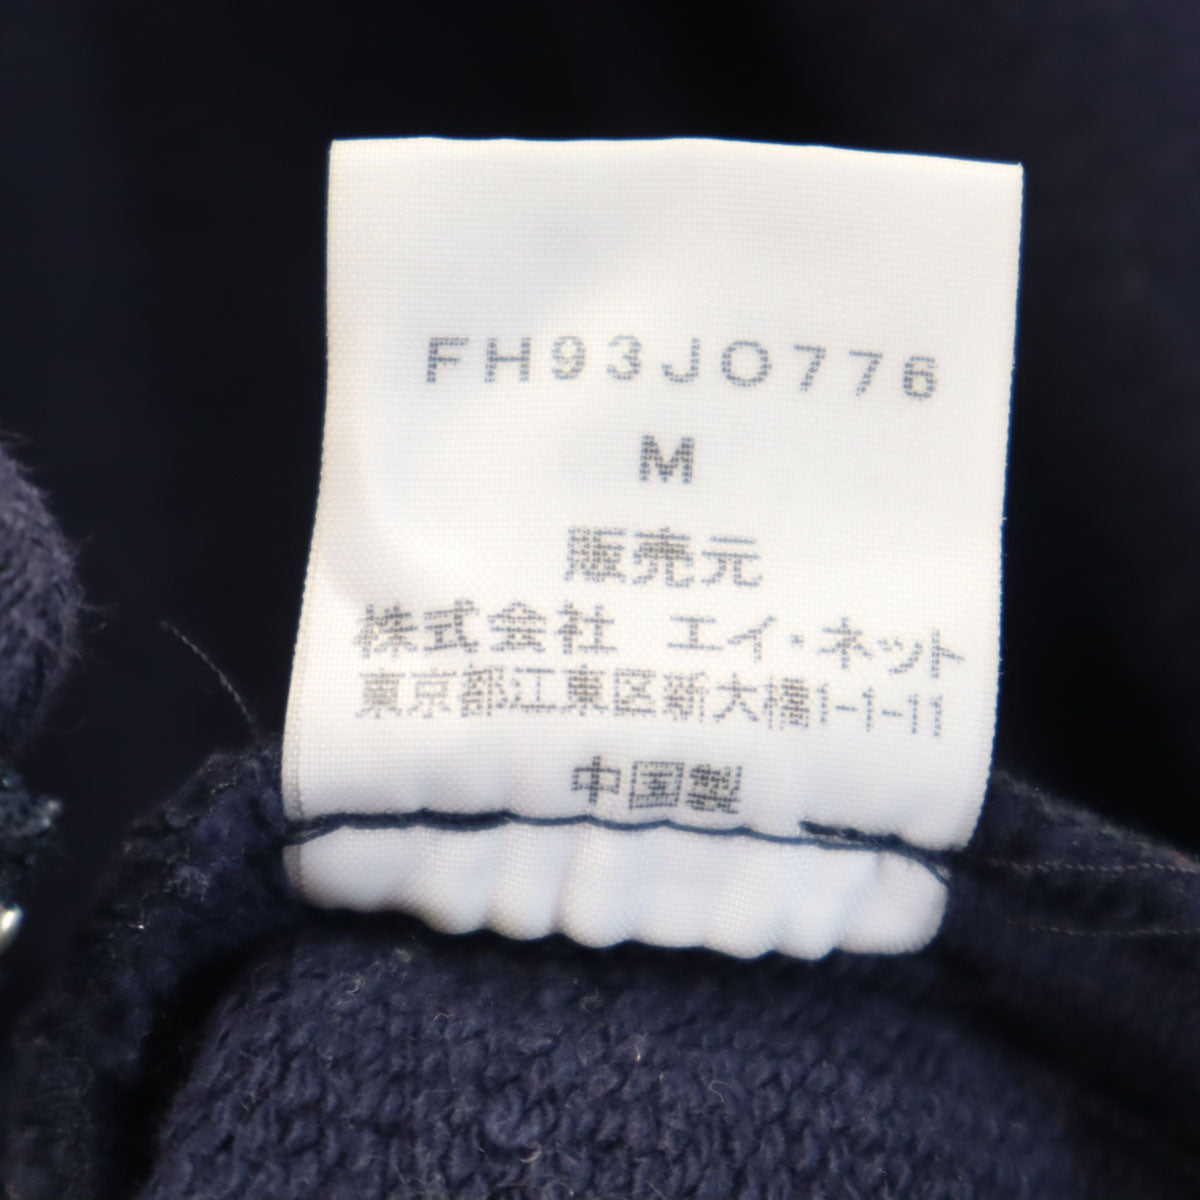 FH93JO776
M
販売元
株式会社 エイ・ネット
東京都江東区新大橋1-1-11
中国製